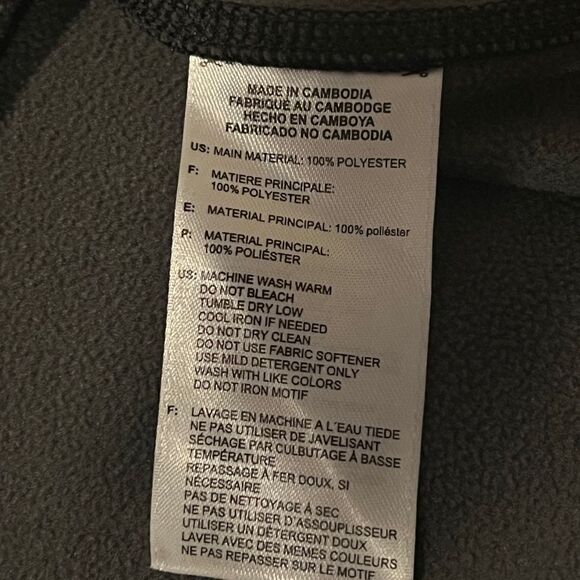 MADE IN CAMBODIA
FABRIQUÉ AU CAMBODGE
HECHO EN CAMBOYA
FABRICADO NO CAMBODIA
US: MAIN MATERIAL: 100% POLYESTER
F: MATIERE PRINCIPALE:
100% POLYESTER
E: MATERIAL PRINCIPAL: 100% poliéster
P: MATERIAL PRINCIPAL:
100% POLIÉSTER
US: MACHINE WASH WARM
DO NOT BLEACH
TUMBLE DRY LOW
COOL IRON IF NEEDED
DO NOT DRY CLEAN
DO NOT USE FABRIC SOFTENER
USE MILD DETERGENT ONLY
WASH WITH LIKE COLORS
DO NOT IRON MOTIF
F: LAVAGE EN MACHINE A L´EAU TIEDE
NE PAS UTILISER DE JAVELISANT
SÉCHAGE PAR CULBUTAGE À BASSE
TEMPÉRATURE
REPASSAGE À FER DOUX, SI
NÉCESSAIRE
PAS DE NETTOYAGE À SEC
NE PAS UTILISER D'ASSOUPLISSEUR
UTILISER UN DÉTERGENT DOUX
LAVER AVEC DES MEMES COULEURS
NE PAS REPASSER SUR LE MOTIF